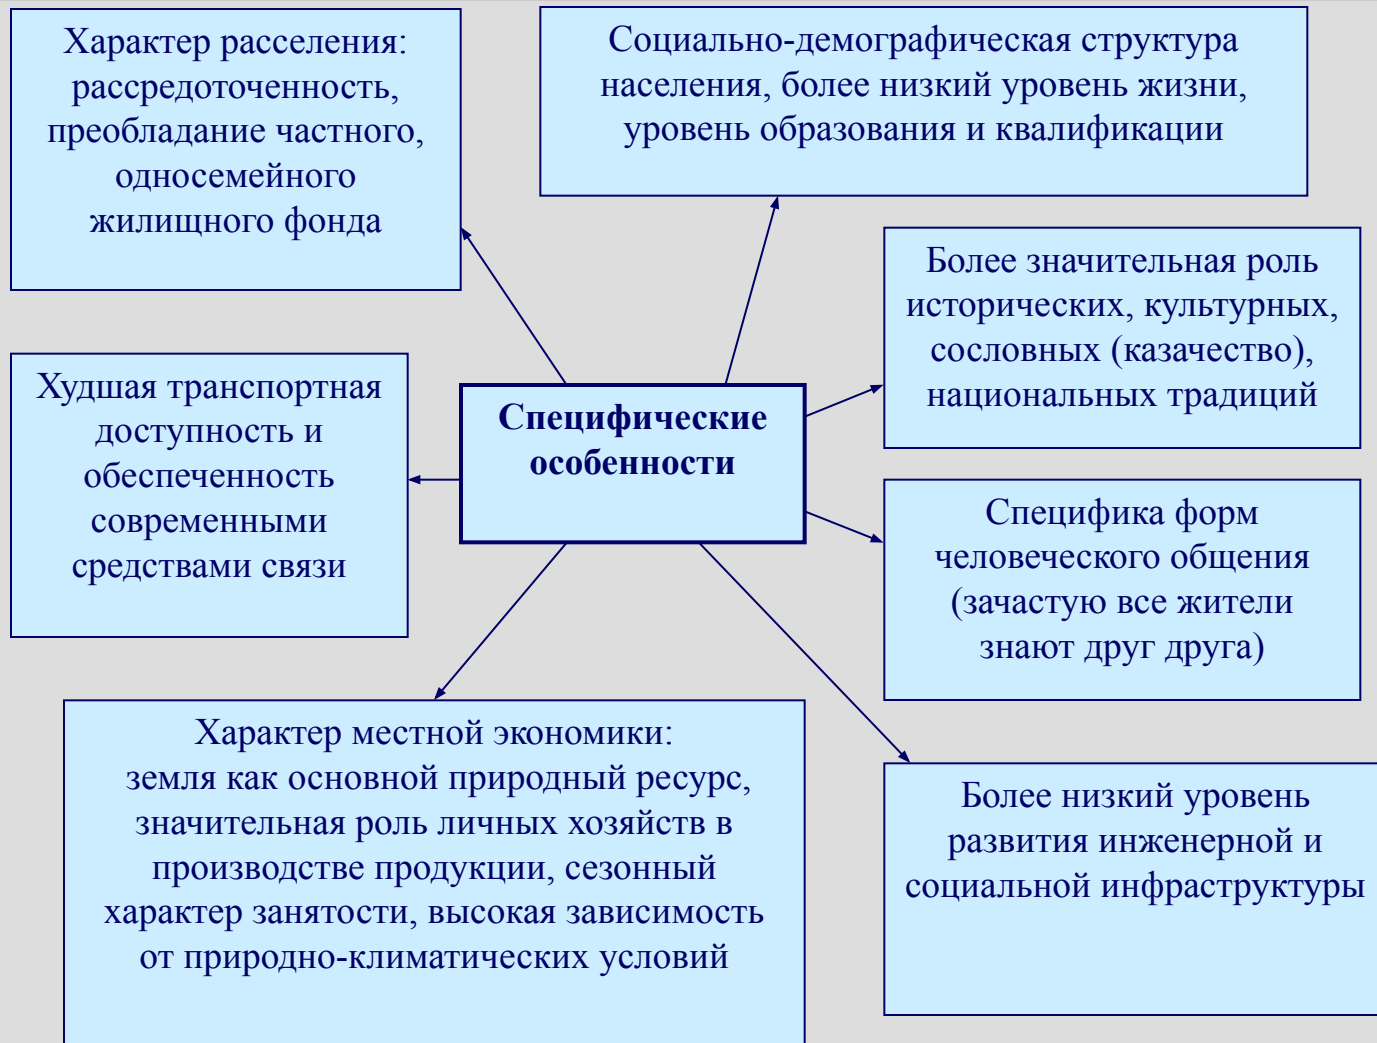 Характер расселения:
рассредоточенность,
преобладание частного,
односемейного
жилищного фонда
Социально-демографическая структура
населения, более низкий уровень жизни,
уровень образования и квалификации
Более значительная роль
исторических, культурных,
сословных (казачество),
национальных традиций
Худшая транспортная
доступность и
обеспеченность
современными
средствами связи
Специфические
особенности
Специфика форм
человеческого общения
(зачастую все жители
знают друг друга)
Характер местной экономики:
земля как основной природный ресурс,
значительная роль личных хозяйств в
производстве продукции, сезонный
характер занятости, высокая зависимость
от природно-климатических условий
Более низкий уровень
развития инженерной и
социальной инфраструктуры